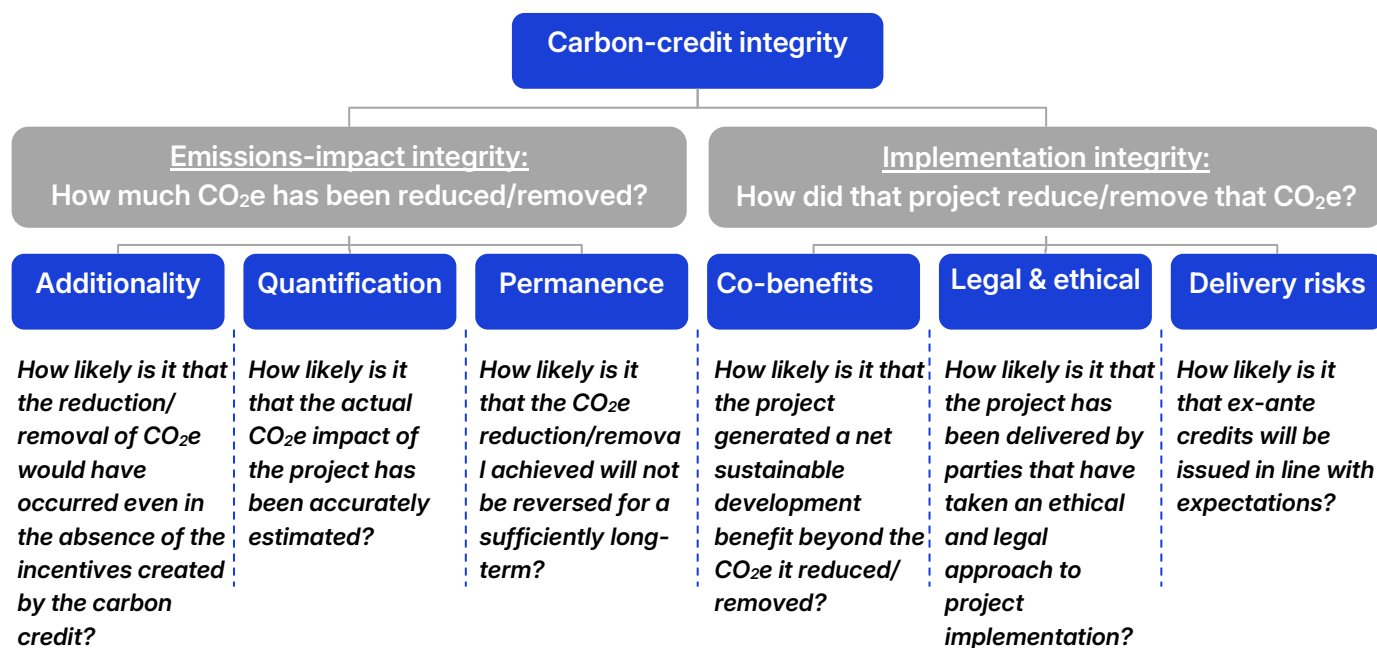 Carbon-credit integrity
Emissions-impact integrity:
How much CO₂e has been reduced/removed?
Implementation integrity:
How did that project reduce/remove that CO₂e?
Additionality
Quantification
Permanence
Co-benefits
Legal & ethical
Delivery risks
How likely is it that
the reduction/
removal of CO₂e
would have
occurred even in
the absence of the
incentives created
by the carbon
credit?
How likely is it
that the actual
CO₂e impact of
the project has
been accurately
estimated?
How likely is it
that the CO₂e
reduction/remova
l achieved will not
be reversed for a
sufficiently long-
term?
How likely is it that
the project
generated a net
sustainable
development
benefit beyond the
CO₂e it reduced/
removed?
How likely is it that
the project has
been delivered by
parties that have
taken an ethical
and legal
approach to
project
implementation?
How likely is it
that ex-ante
credits will be
issued in line with
expectations?